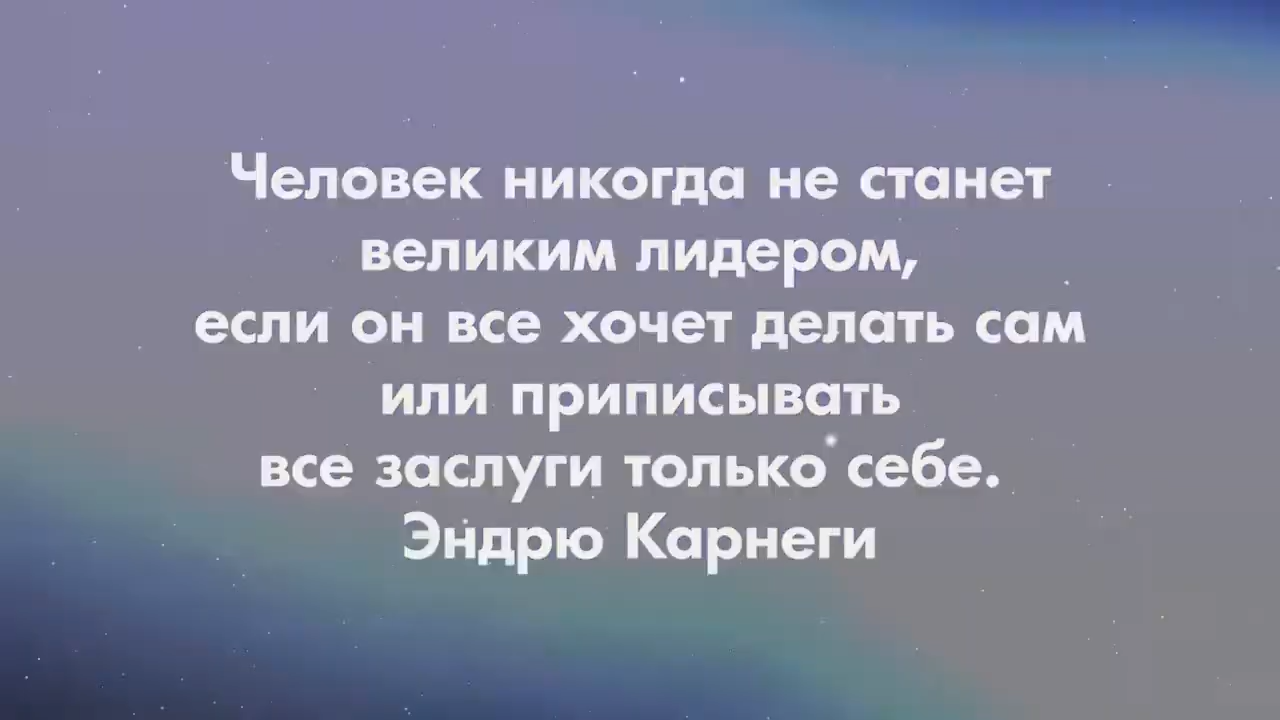 Человек никогда не станет
великим лидером,
если он все хочет делать сам
или приписывать
все заслуги только себе.
Эндрю Карнеги